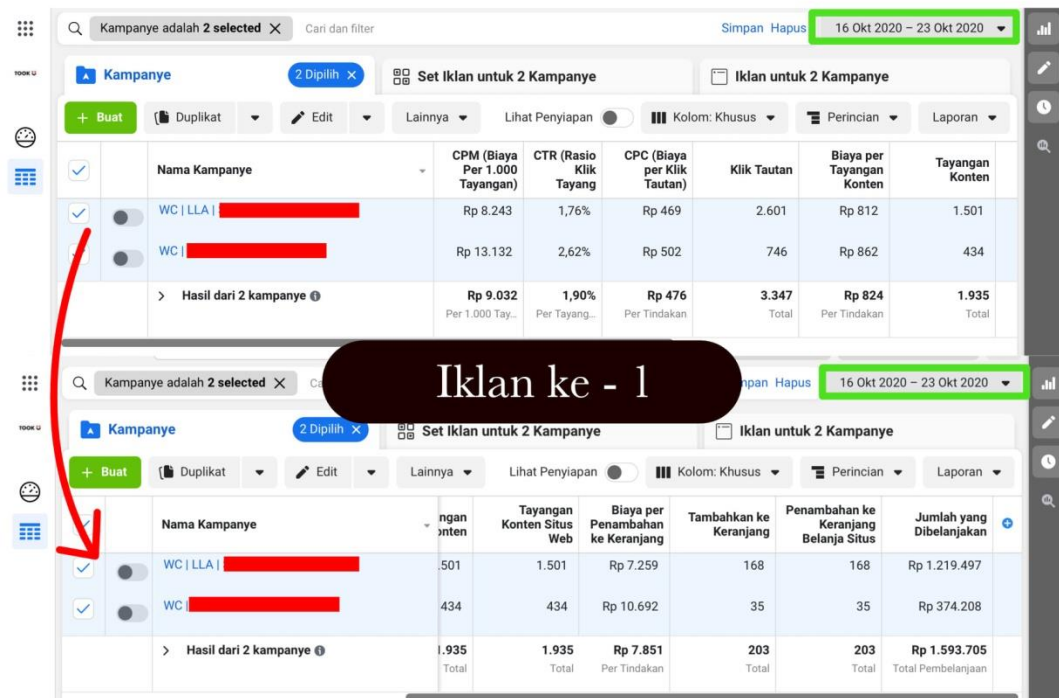 Kampanye adalah 2 selected
Cari dan filter
Simpan Hapus
16 Okt 2020 – 23 Okt 2020
TOOK
Kampanye
2 Dipilih
Set Iklan untuk 2 Kampanye
Iklan untuk 2 Kampanye
+ Buat
Duplikat
Edit
Lainnya
Lihat Penyiapan
Kolom: Khusus
Perincian
Laporan
Nama Kampanye
CPM (Biaya
Per 1.000
Tayangan)
CTR (Rasio
Klik
Tayang
CPC (Biaya
per Klik
Tautan)
Klik Tautan
Biaya per
Tayangan
Konten
Tayangan
Konten
WC | LLA |
Rp 8.243
1,76%
Rp 469
2.601
Rp 812
1.501
WC |
Rp 13.132
2,62%
Rp 502
746
Rp 862
434
Hasil dari 2 kampanye
Rp 9.032
1,90%
Rp 476
3.347
Rp 824
1.935
Per 1.000 Tay...
Per Tayang...
Per Tindakan
Total
Per Tindakan
Total
Iklan ke - 1
Kampanye adalah 2 selected
Ca
npan Hapus
16 Okt 2020 – 23 Okt 2020
TOOK
Kampanye
2 Dipilih
Set Iklan untuk 2 Kampanye
Iklan untuk 2 Kampanye
+ Buat
Duplikat
Edit
Lainnya
Lihat Penyiapan
Kolom: Khusus
Perincian
Laporan
Nama Kampanye
ngan
onten
Tayangan
Konten Situs
Web
Biaya per
Penambahan
ke Keranjang
Tambahkan ke
Keranjang
Penambahan ke
Keranjang
Belanja Situs
Jumlah yang
Dibelanjakan
WC | LLA |
.501
1.501
Rp 7.259
168
168
Rp 1.219.497
WC |
434
434
Rp 10.692
35
35
Rp 374.208
Hasil dari 2 kampanye
1.935
1.935
Rp 7.851
203
203
Rp 1.593.705
Total
Total
Per Tindakan
Total
Total
Total Pembelanjaan